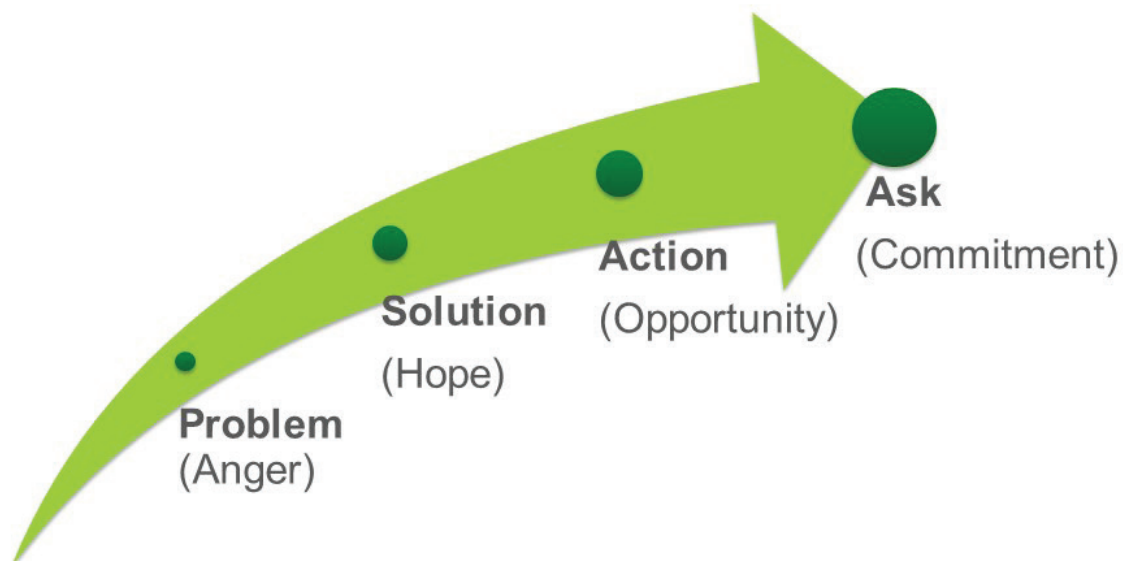 Problem
(Anger)
Solution
(Hope)
Action
(Opportunity)
Ask
(Commitment)